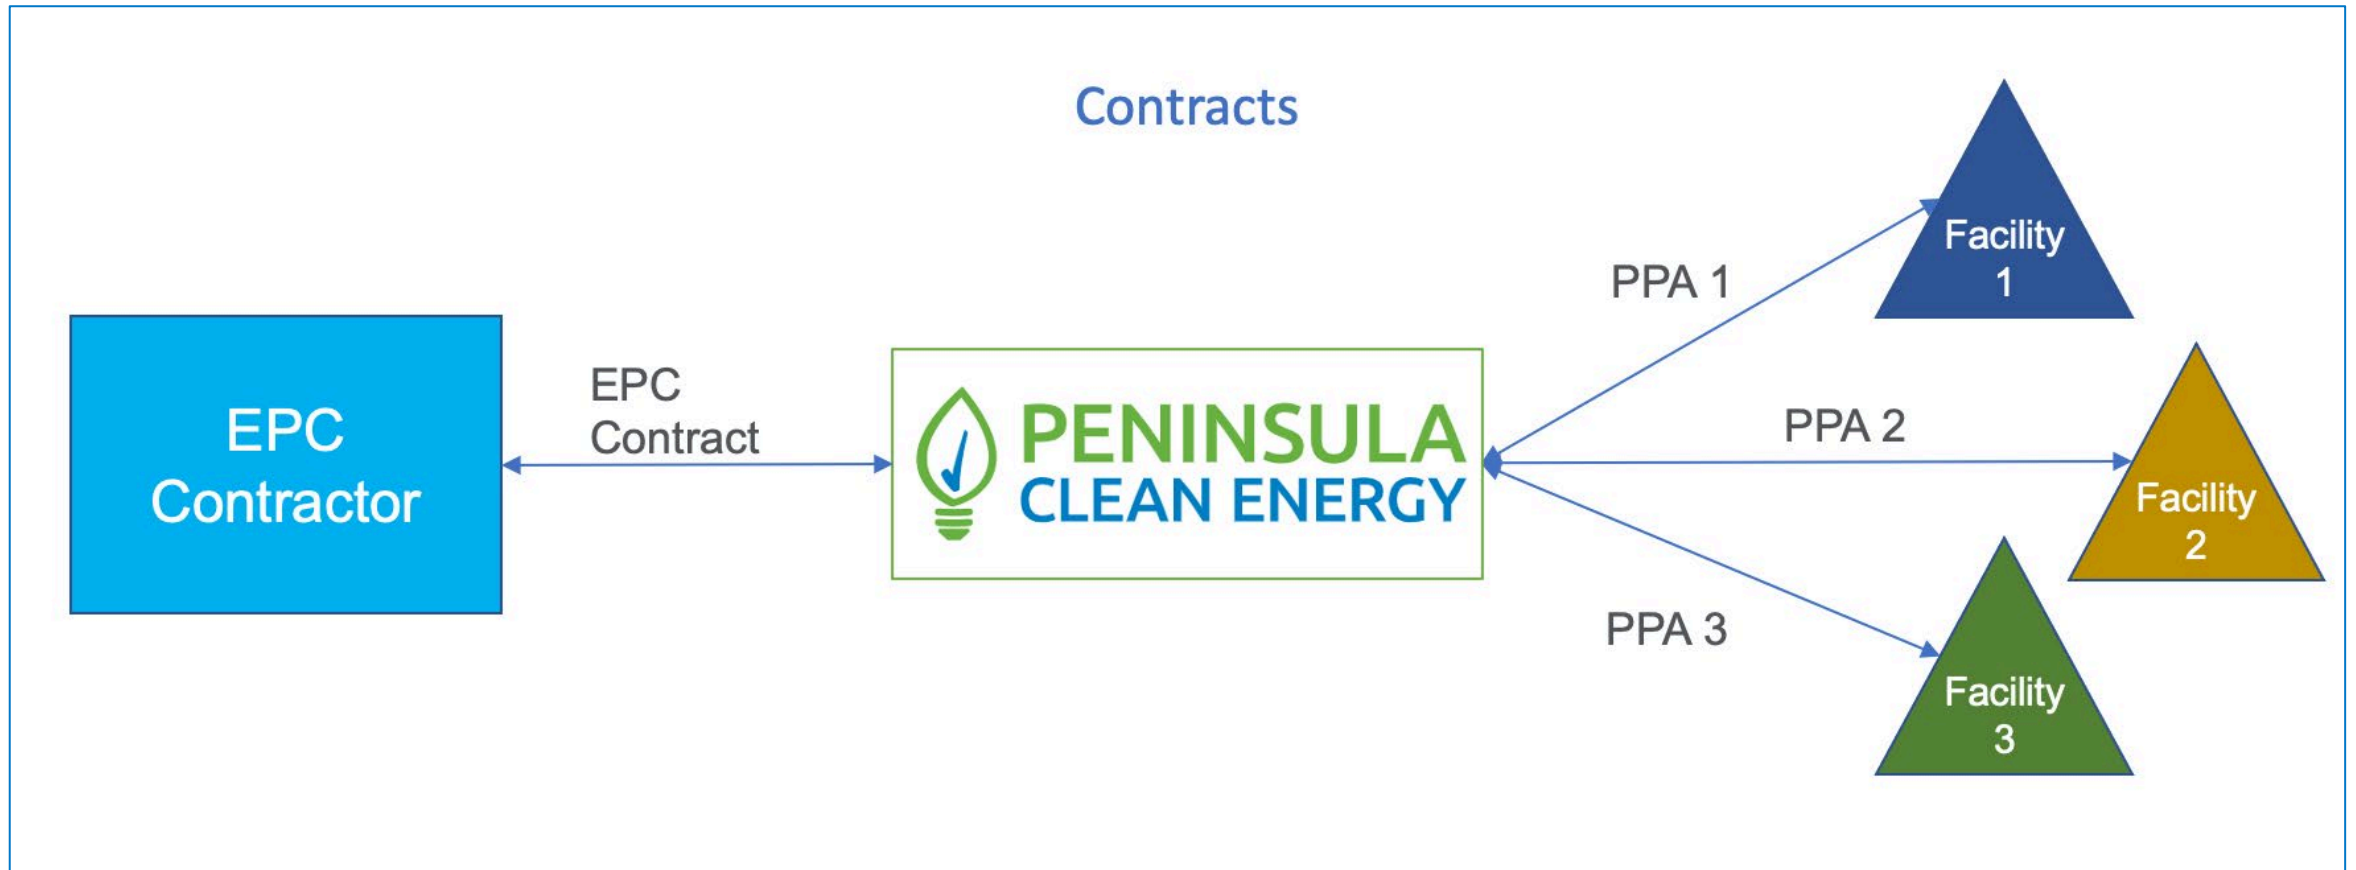 Contracts
EPC
Contractor
EPC
Contract
PENINSULA
CLEAN ENERGY
PPA 1
Facility
1
PPA 2
Facility
2
PPA 3
Facility
3